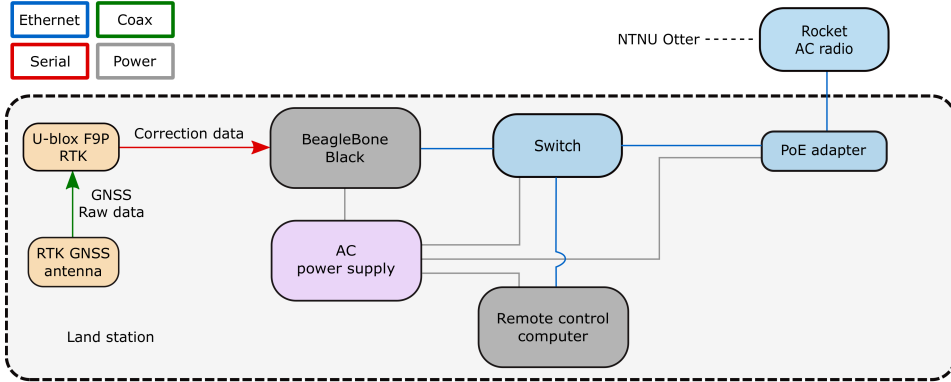 Ethernet
Coax
Serial
Power
NTNU Otter
Rocket
AC radio
U-blox F9P
RTK
Correction data
BeagleBone
Black
Switch
PoE adapter
GNSS
Raw data
RTK GNSS
antenna
AC
power supply
Remote control
computer
Land station